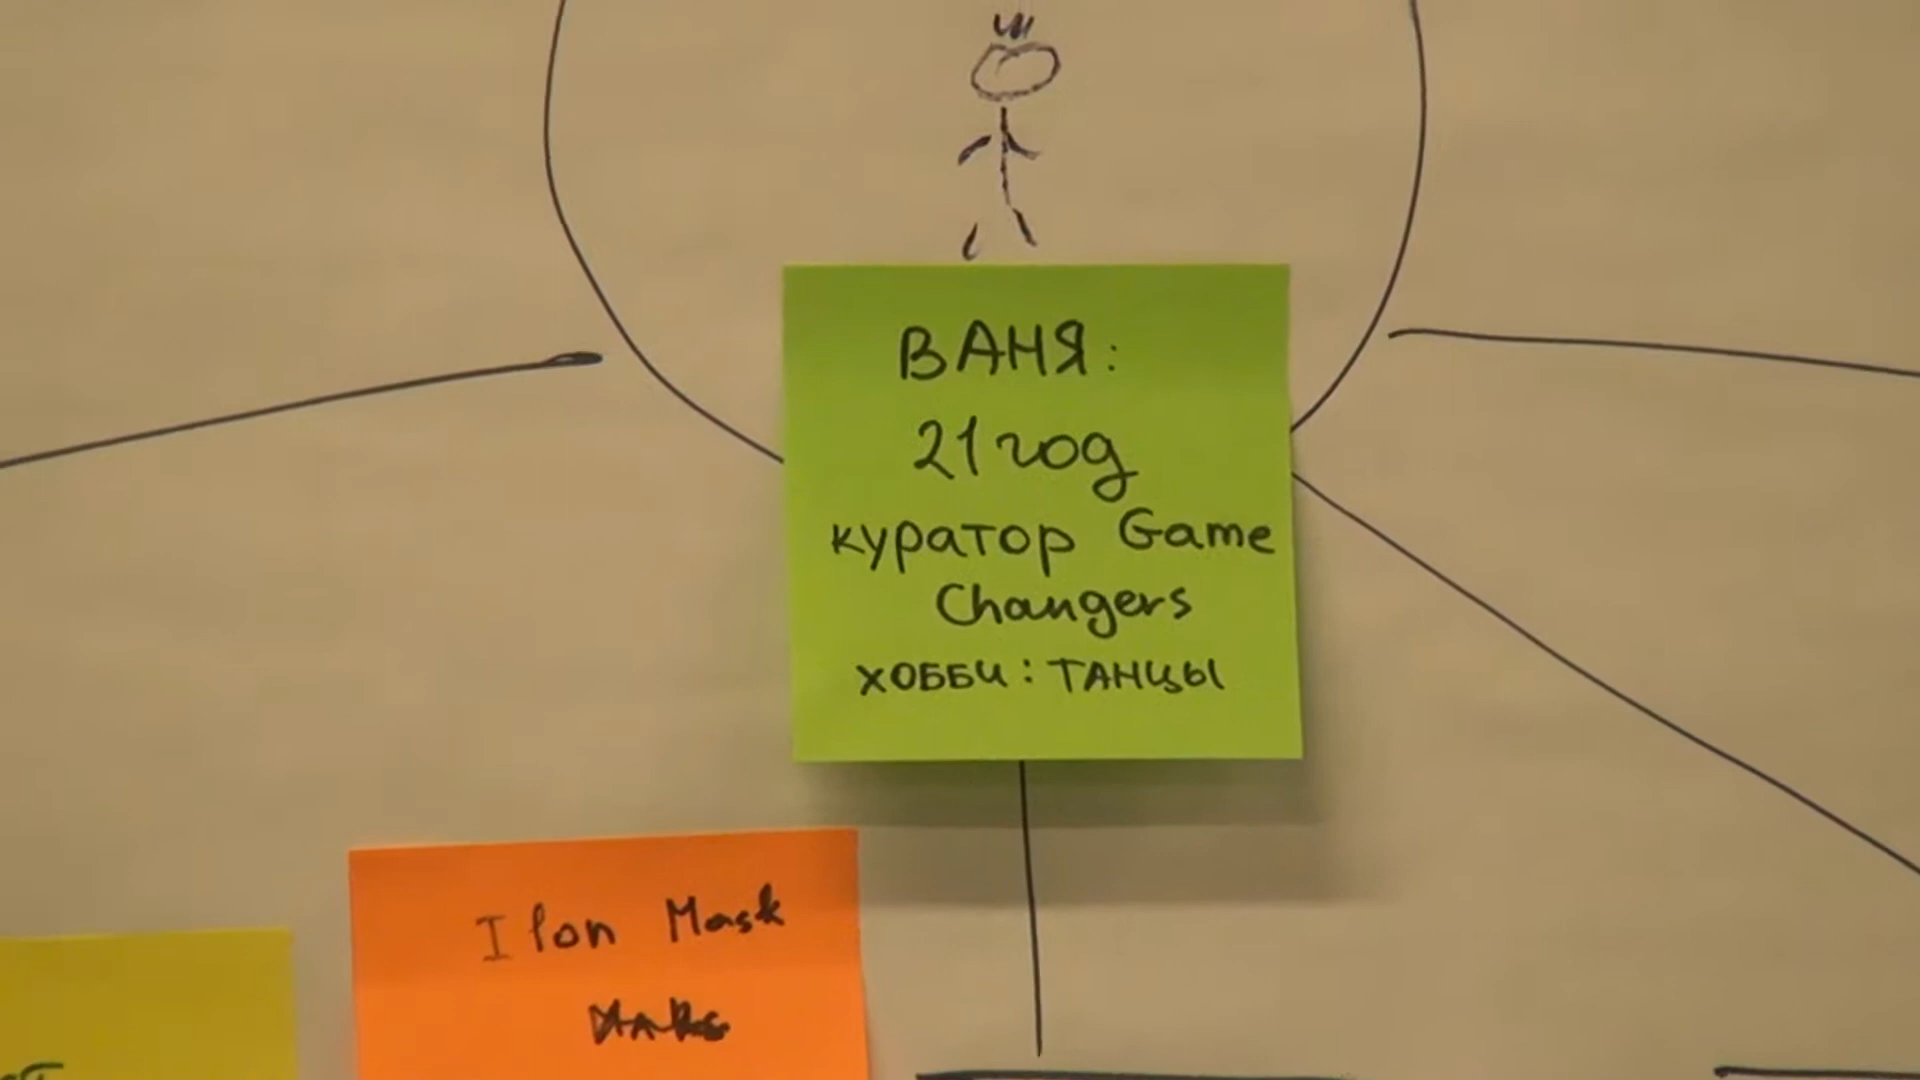 ВАНЯ:
21 год
куратор Game
Changers
хобби: ТАНЦЫ
Ilon Mask